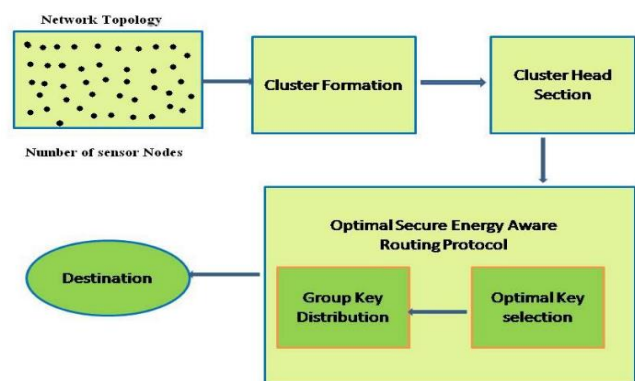 Network Topology
Cluster Formation
Cluster Head
Section
Number of sensor Nodes
Optimal Secure Energy Aware
Routing Protocol
Destination
Group Key
Distribution
Optimal Key
selection